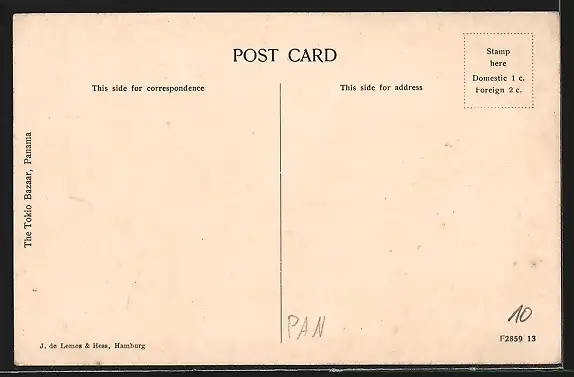 POST CARD
Stamp
here
Domestic 1 c.
Foreign 2 c.
This side for correspondence
This side for address
The Tokio Bazaar, Panama
PAN
10
J. de Lemos & Hess, Hamburg
F2859 13